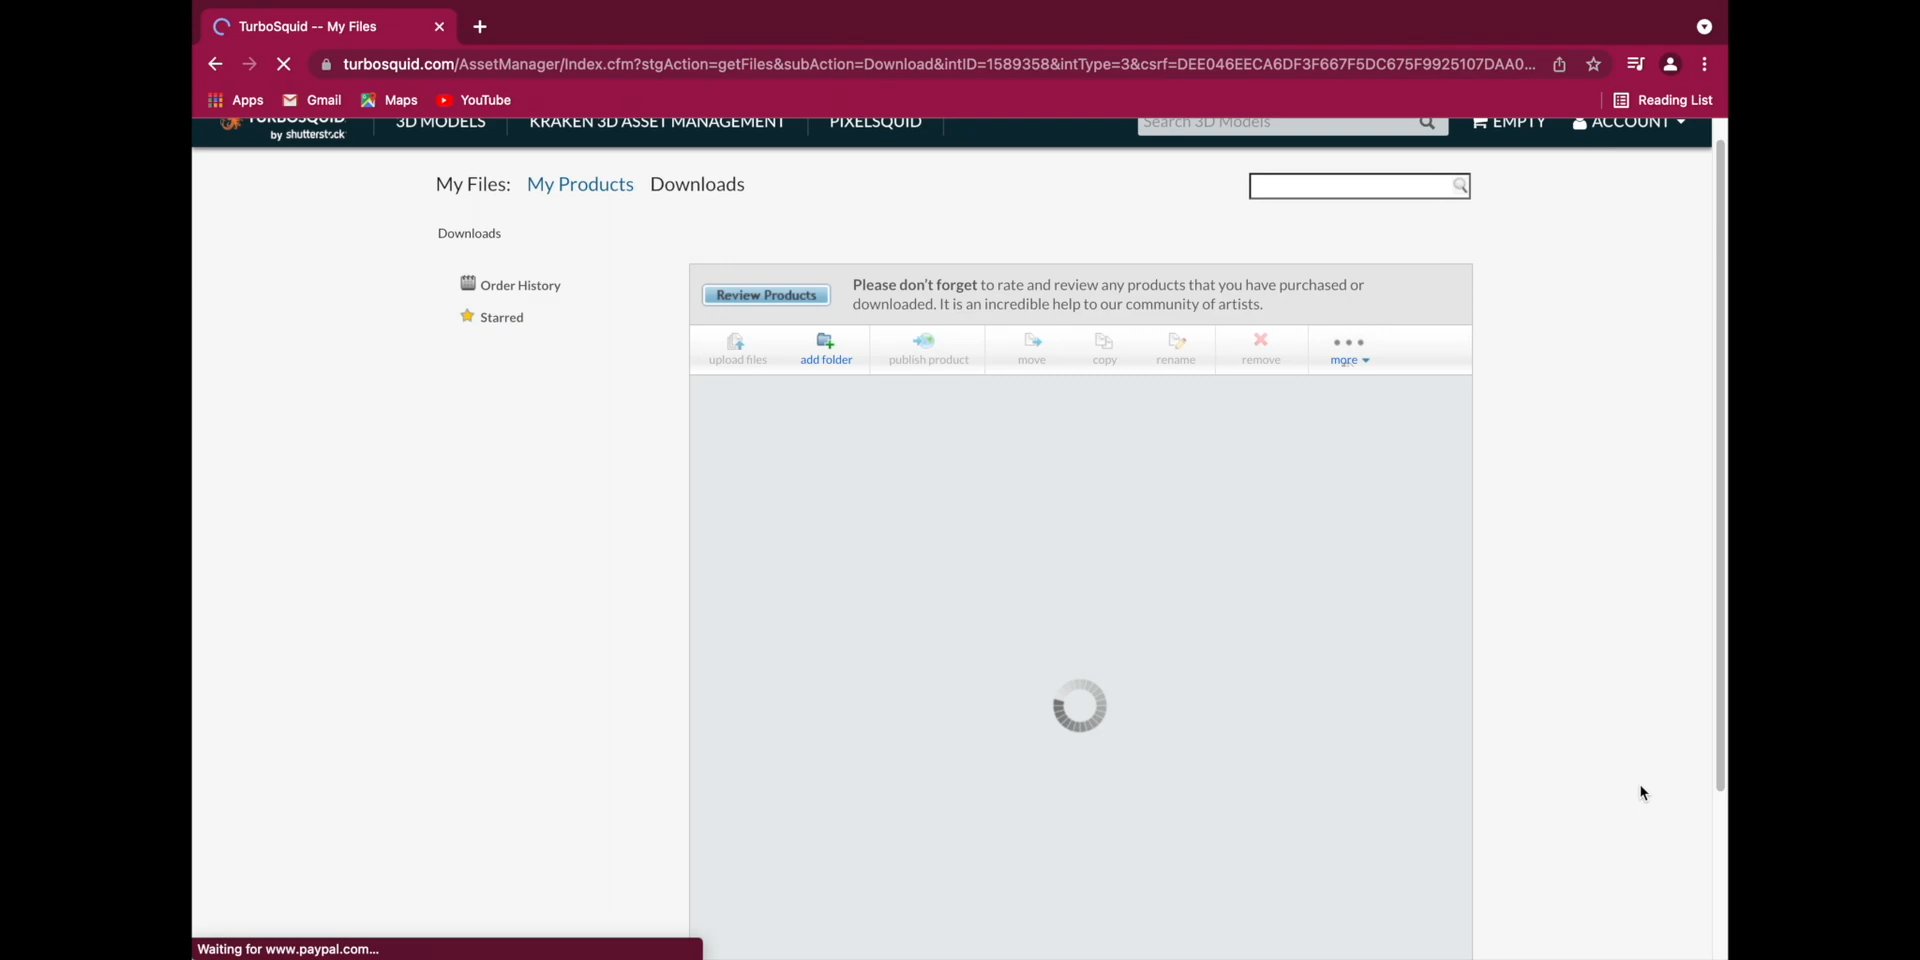 TurboSquid -- My Files
turbosquid.com/AssetManager/Index.cfm?stgAction=getFiles&subAction=Download&intID=1589358&intType=3&csrf=DEE046EECA6DF3F667F5DC675F9925107DAA0...
Apps Gmail Maps YouTube Reading List
TURBOSQUID
by shutterstock
3D MODELS KRAKEN 3D ASSET MANAGEMENT PIXELSQUID Search 3D Models EMPTY ACCOUNT
My Files: My Products Downloads
Downloads
Order History
Starred
Review Products
Please don't forget to rate and review any products that you have purchased or
downloaded. It is an incredible help to our community of artists.
upload files add folder publish product move copy rename remove more
Waiting for www.paypal.com...